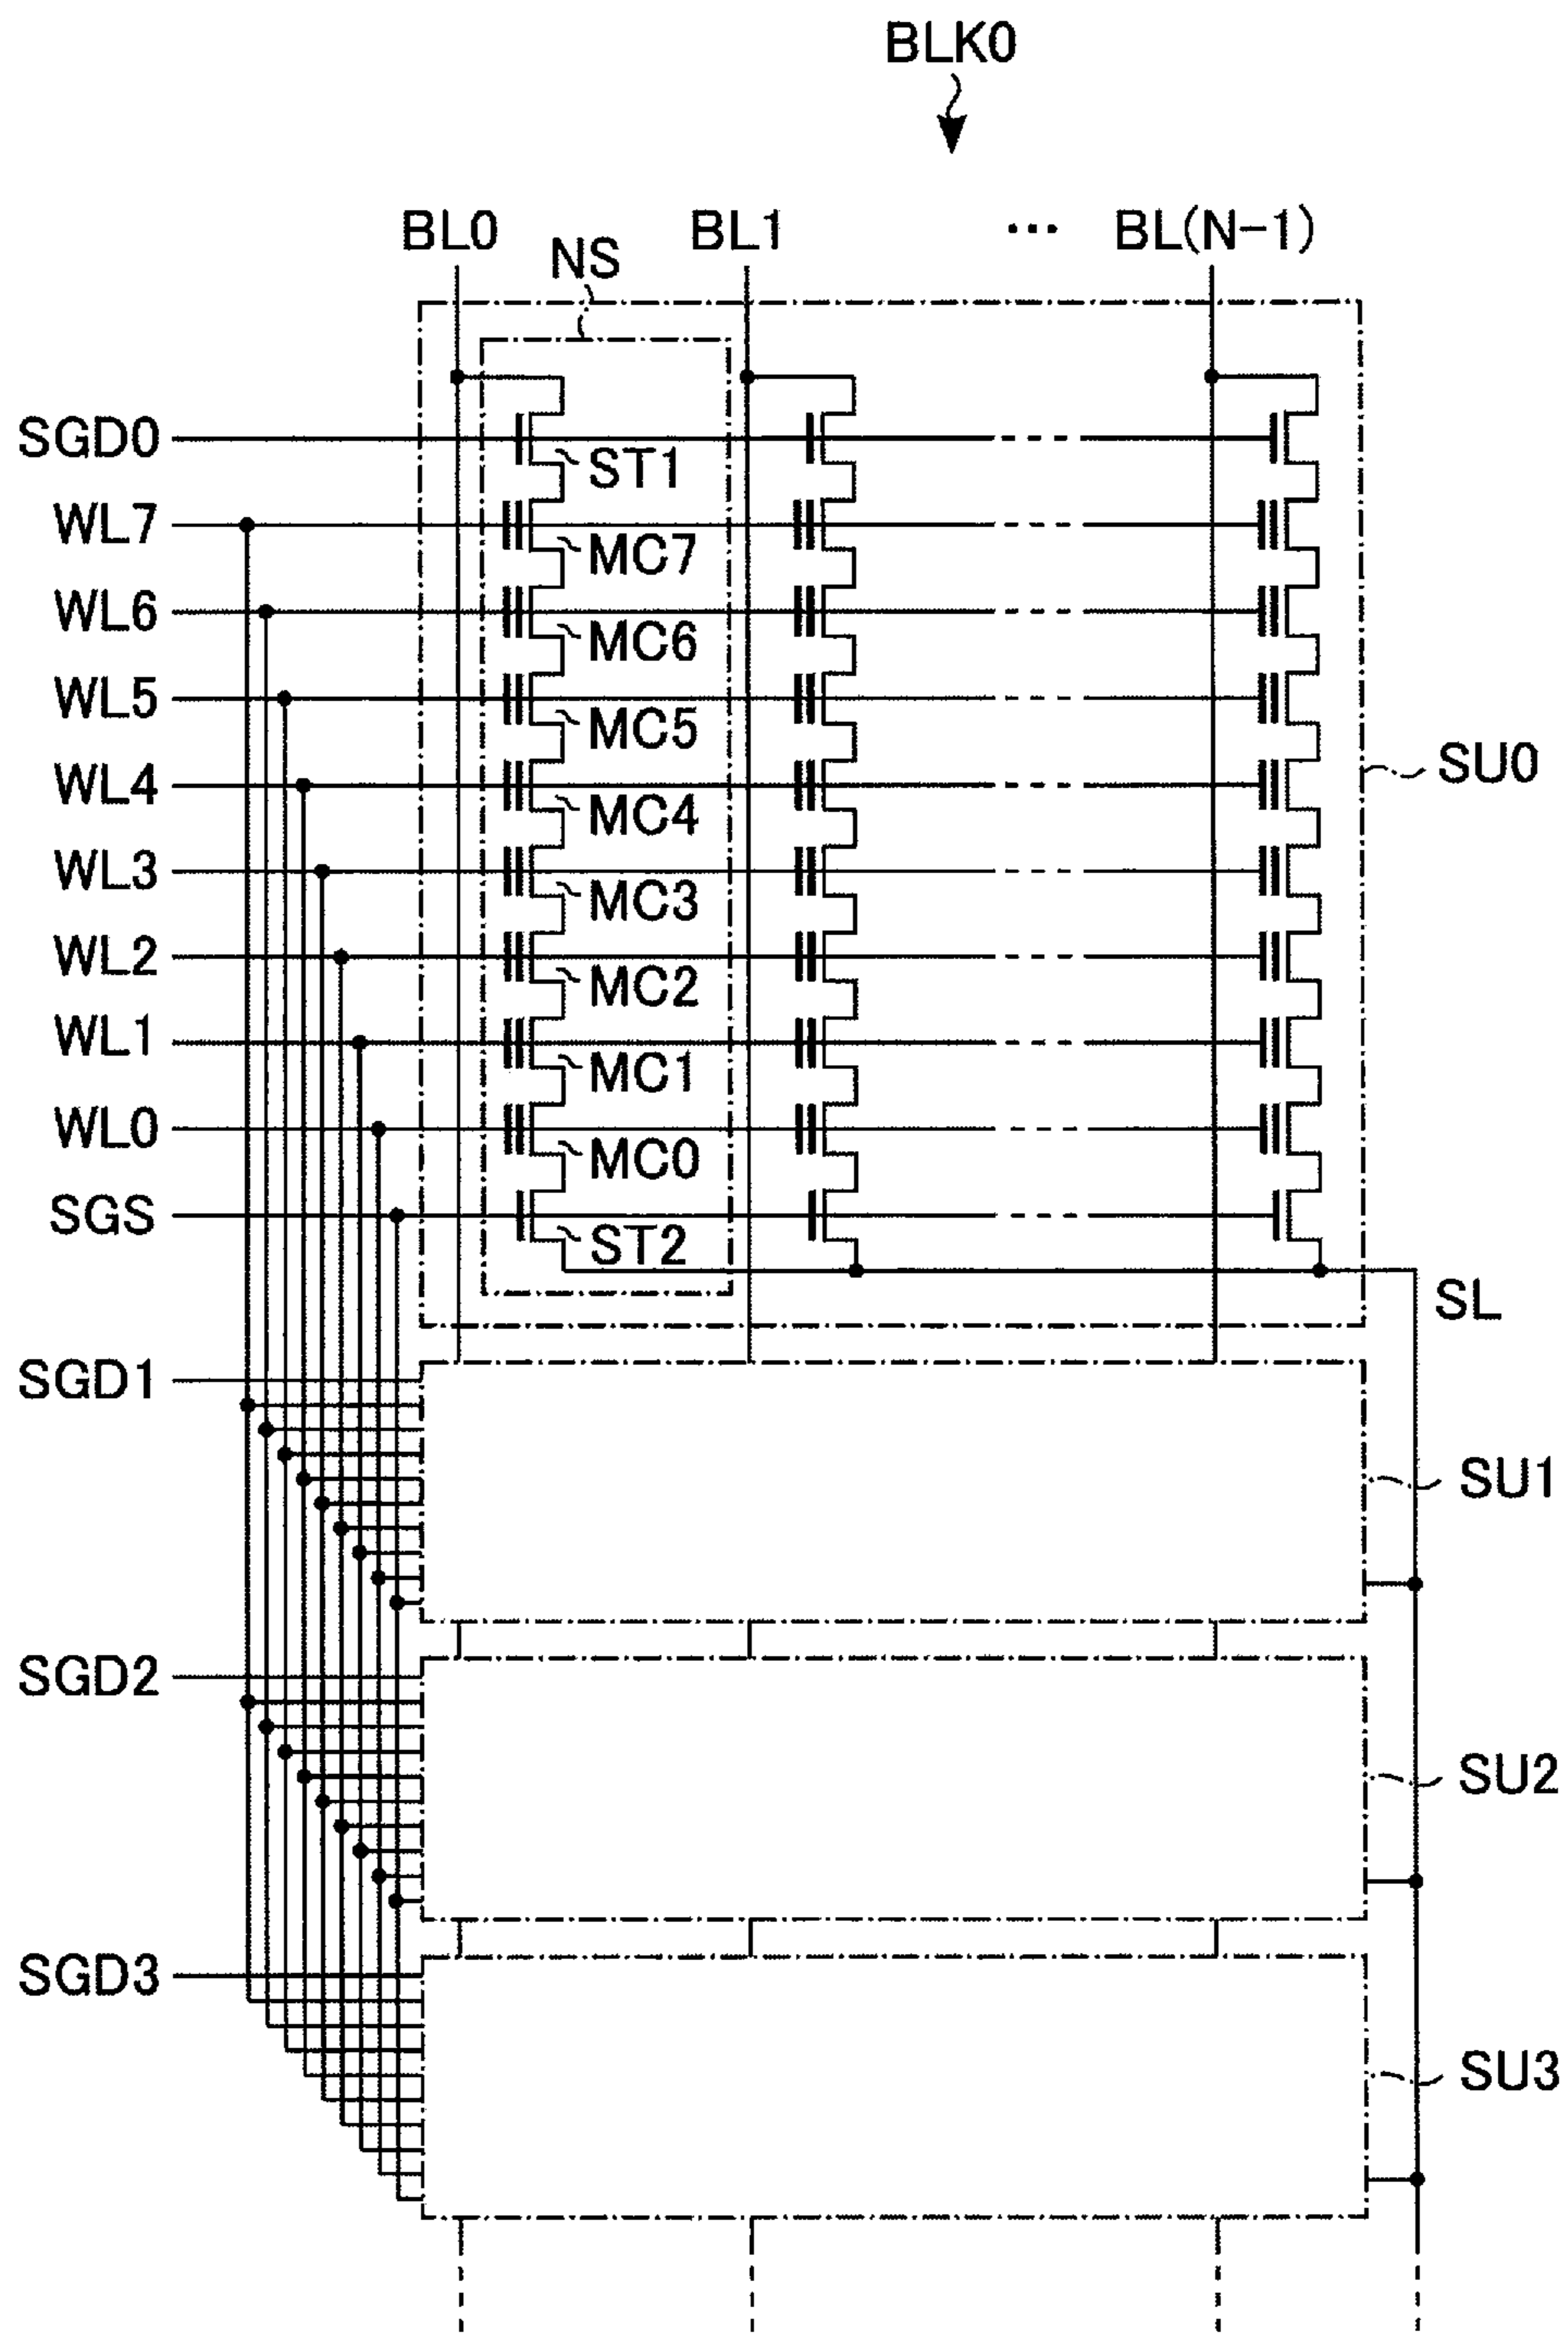 BLK0
BL0 NS BL1 ... BL(N-1)
SGD0
ST1
WL7
MC7
WL6
MC6
WL5
MC5
WL4
SU0
MC4
WL3
MC3
WL2
MC2
WL1
MC1
WL0
MC0
SGS
ST2
SL
SGD1
SU1
SGD2
SU2
SGD3
SU3